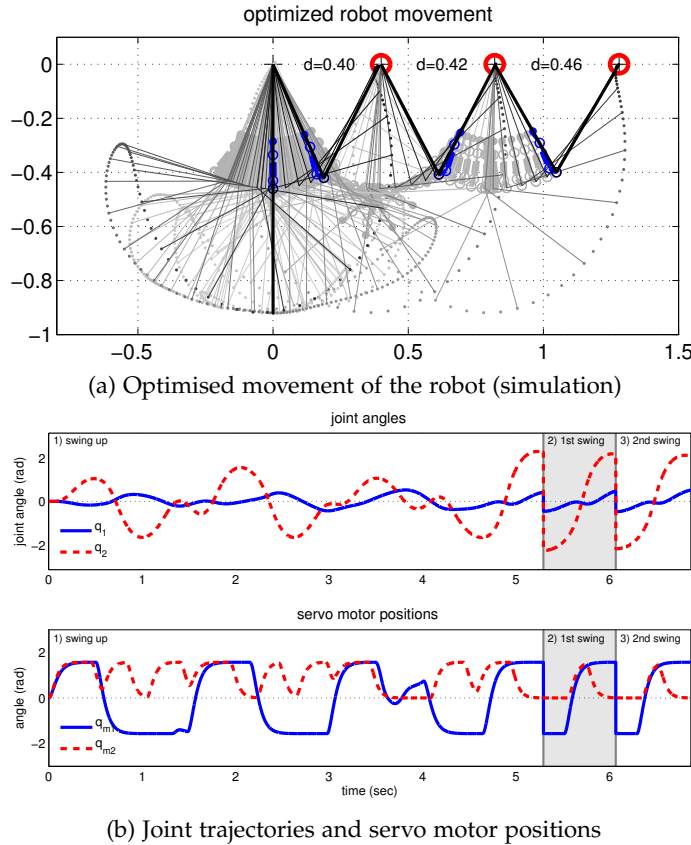 optimized robot movement
d=0.40 d=0.42 d=0.46
0
−0.2
−0.4
−0.6
−0.8
−1
−0.5 0 0.5 1 1.5
(a) Optimised movement of the robot (simulation)
joint angles
1) swing up 2) 1st swing 3) 2nd swing
joint angle (rad)
2
0
−2
q_1
q_2
0 1 2 3 4 5 6
servo motor positions
1) swing up 2) 1st swing 3) 2nd swing
angle (rad)
2
0
−2
q_m1
q_m2
0 1 2 3 4 5 6
time (sec)
(b) Joint trajectories and servo motor positions